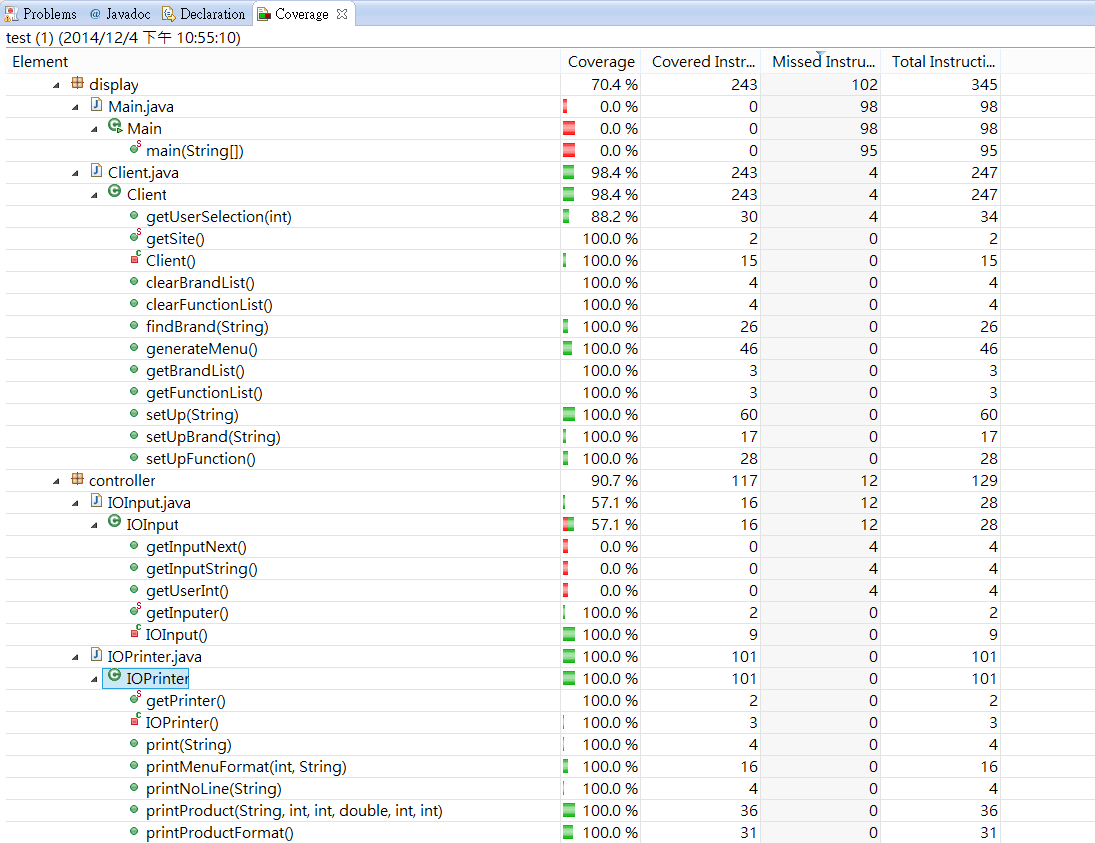 Problems @ Javadoc Declaration Coverage
test (1) (2014/12/4 下午 10:55:10)
Element Coverage Covered Instr... Missed Instru... Total Instructi...
display 70.4 % 243 102 345
Main.java 0.0 % 0 98 98
Main 0.0 % 0 98 98
main(String[]) 0.0 % 0 95 95
Client.java 98.4 % 243 4 247
Client 98.4 % 243 4 247
getUserSelection(int) 88.2 % 30 4 34
getSite() 100.0 % 2 0 2
Client() 100.0 % 15 0 15
clearBrandList() 100.0 % 4 0 4
clearFunctionList() 100.0 % 4 0 4
findBrand(String) 100.0 % 26 0 26
generateMenu() 100.0 % 46 0 46
getBrandList() 100.0 % 3 0 3
getFunctionList() 100.0 % 3 0 3
setUp(String) 100.0 % 60 0 60
setUpBrand(String) 100.0 % 17 0 17
setUpFunction() 100.0 % 28 0 28
controller 90.7 % 117 12 129
IOInput.java 57.1 % 16 12 28
IOInput 57.1 % 16 12 28
getInputNext() 0.0 % 0 4 4
getInputString() 0.0 % 0 4 4
getUserInt() 0.0 % 0 4 4
getInputer() 100.0 % 2 0 2
IOInput() 100.0 % 9 0 9
IOPrinter.java 100.0 % 101 0 101
IOPrinter 100.0 % 101 0 101
getPrinter() 100.0 % 2 0 2
IOPrinter() 100.0 % 3 0 3
print(String) 100.0 % 4 0 4
printMenuFormat(int, String) 100.0 % 16 0 16
printNoLine(String) 100.0 % 4 0 4
printProduct(String, int, int, double, int, int) 100.0 % 36 0 36
printProductFormat() 100.0 % 31 0 31